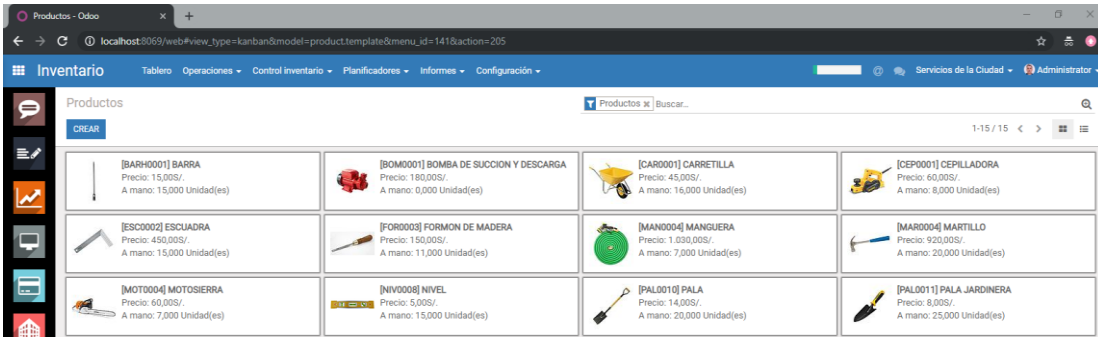 Productos - Odoo
localhost:8069/web#view_type=kanban&model=product.template&menu_id=141&action=205
Inventario Tablero Operaciones Control inventario Planificadores Informes Configuración @ Servicios de la Ciudad Administrator
Productos
Productos Buscar...
CREAR
1-15 / 15
[BARH0001] BARRA
Precio: 15,00S/.
A mano: 15,000 Unidad(es)
[BOM0001] BOMBA DE SUCCION Y DESCARGA
Precio: 180,00S/.
A mano: 0,000 Unidad(es)
[CAR0001] CARRETILLA
Precio: 45,00S/.
A mano: 16,000 Unidad(es)
[CEP0001] CEPILLADORA
Precio: 60,00S/.
A mano: 8,000 Unidad(es)
[ESC0002] ESCUADRA
Precio: 450,00S/.
A mano: 15,000 Unidad(es)
[FOR0003] FORMON DE MADERA
Precio: 150,00S/.
A mano: 11,000 Unidad(es)
[MAN0004] MANGUERA
Precio: 1.030,00S/.
A mano: 7,000 Unidad(es)
[MAR0004] MARTILLO
Precio: 920,00S/.
A mano: 20,000 Unidad(es)
[MOT0004] MOTOSIERRA
Precio: 60,00S/.
A mano: 7,000 Unidad(es)
[NIV0008] NIVEL
Precio: 5,00S/.
A mano: 15,000 Unidad(es)
[PAL0010] PALA
Precio: 14,00S/.
A mano: 20,000 Unidad(es)
[PAL0011] PALA JARDINERA
Precio: 8,00S/.
A mano: 25,000 Unidad(es)